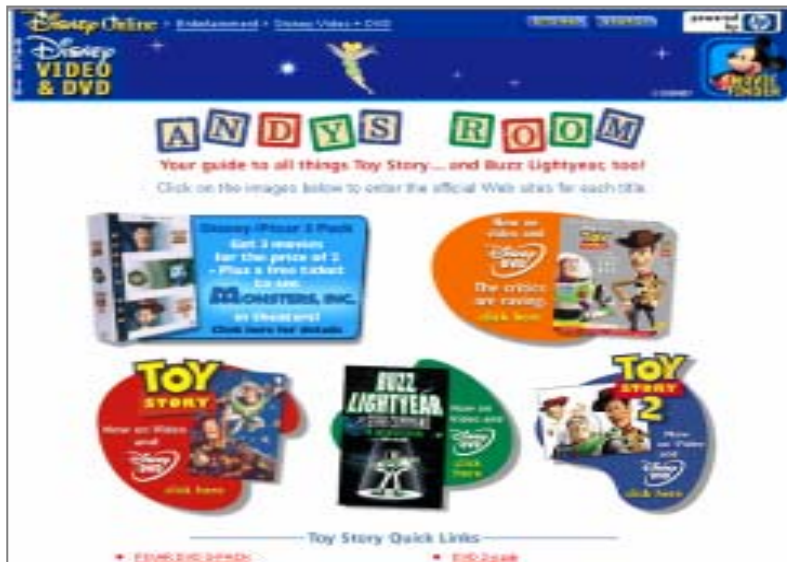 Disney Online > Entertainment > Disney Video + DVD
powered by hp
Disney
VIDEO
& DVD
ANDYS ROOM
Your guide to all things Toy Story... and Buzz Lightyear, too!
Click on the images below to enter the official Web sites for each title.
Disney/Pixar 3 Pack
Get 3 movies
for the price of 2
- Plus a free ticket
to see
MONSTERS, INC.
in theaters!
Click here for details
Now on
video and
Disney
DVD
The critics
are raving.
click here
TOY
STORY
Now on Video
and
Disney
DVD
click here
BUZZ
LIGHTYEAR
Now on
Video and
Disney
DVD
click
here
TOY
STORY
2
Now
on Video
and
Disney
DVD
click here
Toy Story Quick Links
PIXAR DVD 3-PACK